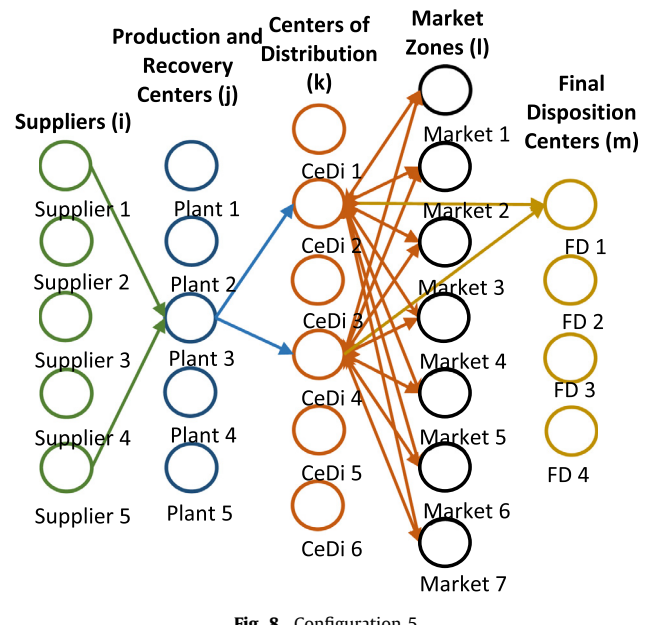 Suppliers (i)
Production and
Recovery
Centers (j)
Centers of
Distribution
(k)
Market
Zones (l)
Final
Disposition
Centers (m)
Supplier 1
Supplier 2
Supplier 3
Supplier 4
Supplier 5
Plant 1
Plant 2
Plant 3
Plant 4
Plant 5
CeDi 1
CeDi 2
CeDi 3
CeDi 4
CeDi 5
CeDi 6
Market 1
Market 2
Market 3
Market 4
Market 5
Market 6
Market 7
FD 1
FD 2
FD 3
FD 4
Fig. 8. Configuration 5.